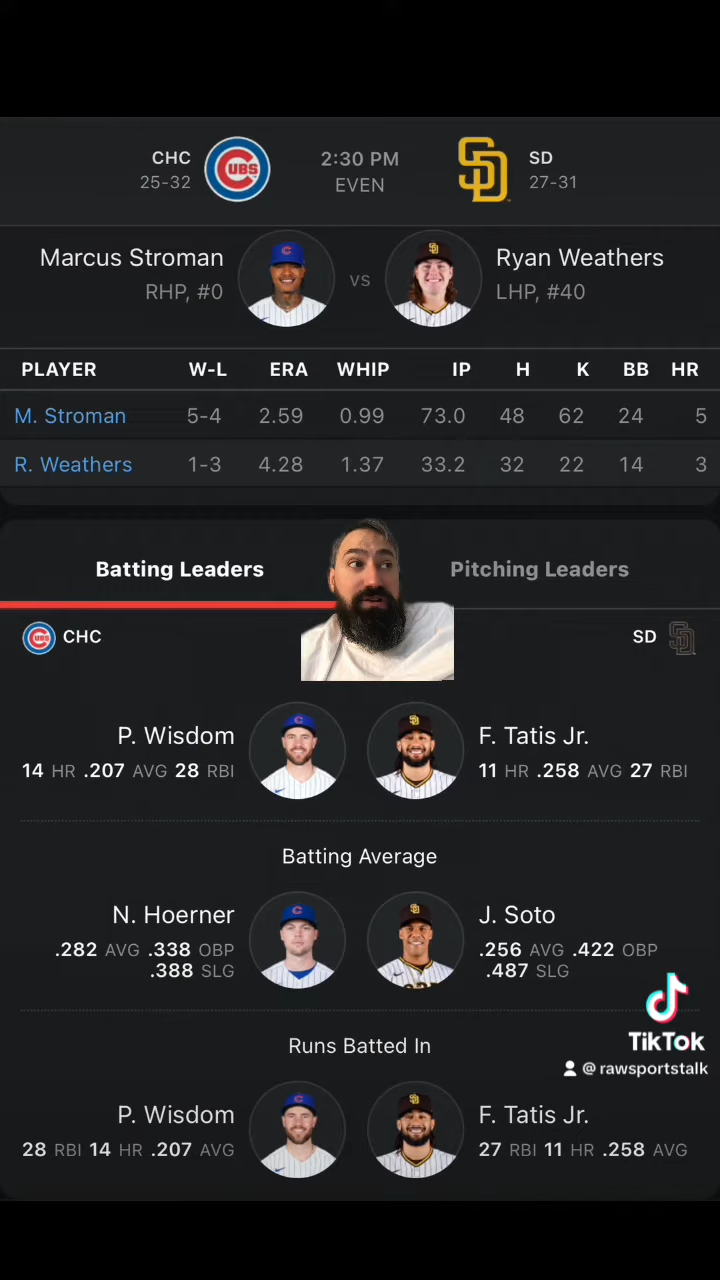 CHC
25-32
CUBS
2:30 PM
EVEN
SD
SD
27-31
Marcus Stroman
RHP, #0
VS
Ryan Weathers
LHP, #40
PLAYER W-L ERA WHIP IP H K BB HR
M. Stroman 5-4 2.59 0.99 73.0 48 62 24 5
R. Weathers 1-3 4.28 1.37 33.2 32 22 14 3
Batting Leaders
Pitching Leaders
CUBS
CHC
SD
SD
P. Wisdom
14 HR .207 AVG 28 RBI
F. Tatis Jr.
11 HR .258 AVG 27 RBI
Batting Average
N. Hoerner
.282 AVG .338 OBP
.388 SLG
J. Soto
.256 AVG .422 OBP
.487 SLG
TikTok
@rawsportstalk
Runs Batted In
P. Wisdom
28 RBI 14 HR .207 AVG
F. Tatis Jr.
27 RBI 11 HR .258 AVG